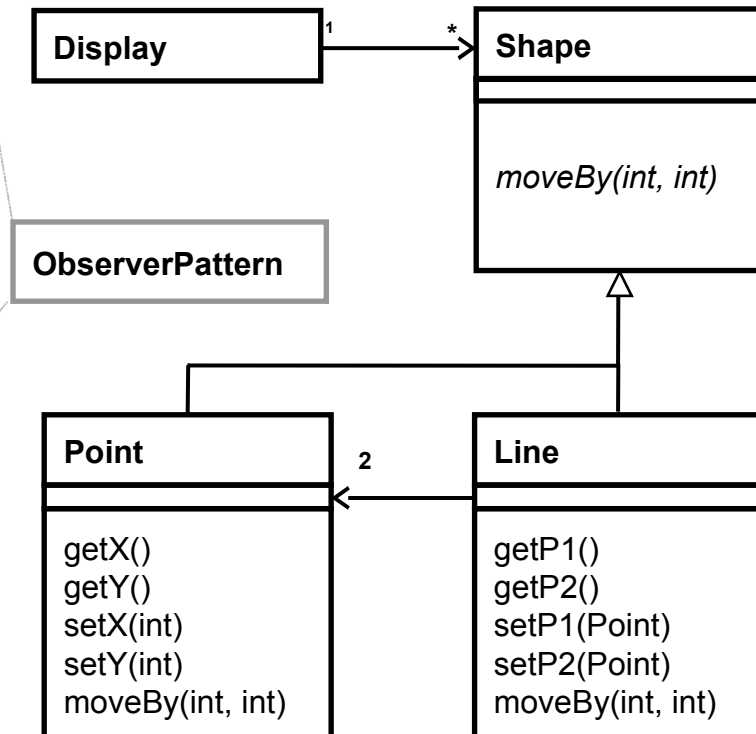 Display
1
*
Shape
moveBy(int, int)
ObserverPattern
Point
2
Line
getX()
getY()
setX(int)
setY(int)
moveBy(int, int)
getP1()
getP2()
setP1(Point)
setP2(Point)
moveBy(int, int)